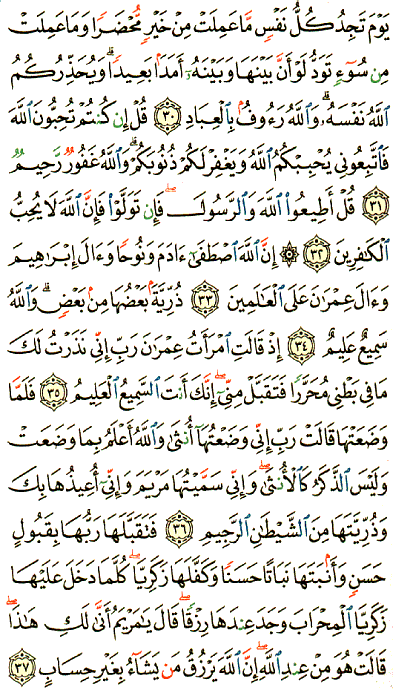 يَوْمَ تَجِدُ كُلُّ نَفْسٍ مَّا عَمِلَتْ مِنْ خَيْرٍ مُّحْضَرًا وَمَا عَمِلَتْ
مِن سُوٓءٍ تَوَدُّ لَوْ أَنَّ بَيْنَهَا وَبَيْنَهُۥٓ أَمَدًۢا بَعِيدًا ۗ وَيُحَذِّرُكُمُ
ٱللَّهُ نَفْسَهُۥ ۗ وَٱللَّهُ رَءُوفٌۢ بِٱلْعِبَادِ ٣٠ قُلْ إِن كُنتُمْ تُحِبُّونَ ٱللَّهَ
فَٱتَّبِعُونِى يُحْبِبْكُمُ ٱللَّهُ وَيَغْفِرْ لَكُمْ ذُنُوبَكُمْ ۗ وَٱللَّهُ غَفُورٌ رَّحِيمٌ
٣١ قُلْ أَطِيعُوا۟ ٱللَّهَ وَٱلرَّسُولَ ۖ فَإِن تَوَلَّوْا۟ فَإِنَّ ٱللَّهَ لَا يُحِبُّ
ٱلْكَٰفِرِينَ ٣٢ ۞ إِنَّ ٱللَّهَ ٱصْطَفَىٰٓ ءَادَمَ وَنُوحًا وَءَالَ إِبْرَٰهِيمَ
وَءَالَ عِمْرَٰنَ عَلَى ٱلْعَٰلَمِينَ ٣٣ ذُرِّيَّةًۢ بَعْضُهَا مِنۢ بَعْضٍ ۗ وَٱللَّهُ
سَمِيعٌ عَلِيمٌ ٣٤ إِذْ قَالَتِ ٱمْرَأَتُ عِمْرَٰنَ رَبِّ إِنِّى نَذَرْتُ لَكَ
مَا فِى بَطْنِى مُحَرَّرًا فَتَقَبَّلْ مِنِّىٓ ۖ إِنَّكَ أَنتَ ٱلسَّمِيعُ ٱلْعَلِيمُ ٣٥ فَلَمَّا
وَضَعَتْهَا قَالَتْ رَبِّ إِنِّى وَضَعْتُهَآ أُنثَىٰ وَٱللَّهُ أَعْلَمُ بِمَا وَضَعَتْ
وَلَيْسَ ٱلذَّكَرُ كَٱلْأُنثَىٰ ۖ وَإِنِّى سَمَّيْتُهَا مَرْيَمَ وَإِنِّىٓ أُعِيذُهَا بِكَ
وَذُرِّيَّتَهَا مِنَ ٱلشَّيْطَٰنِ ٱلرَّجِيمِ ٣٦ فَتَقَبَّلَهَا رَبُّهَا بِقَبُولٍ
حَسَنٍ وَأَنۢبَتَهَا نَبَاتًا حَسَنًا وَكَفَّلَهَا زَكَرِيَّا ۖ كُلَّمَا دَخَلَ عَلَيْهَا
زَكَرِيَّا ٱلْمِحْرَابَ وَجَدَ عِندَهَا رِزْقًا ۖ قَالَ يَٰمَرْيَمُ أَنَّىٰ لَكِ هَٰذَا ۖ
قَالَتْ هُوَ مِنْ عِندِ ٱللَّهِ ۖ إِنَّ ٱللَّهَ يَرْزُقُ مَن يَشَآءُ بِغَيْرِ حِسَابٍ ٣٧